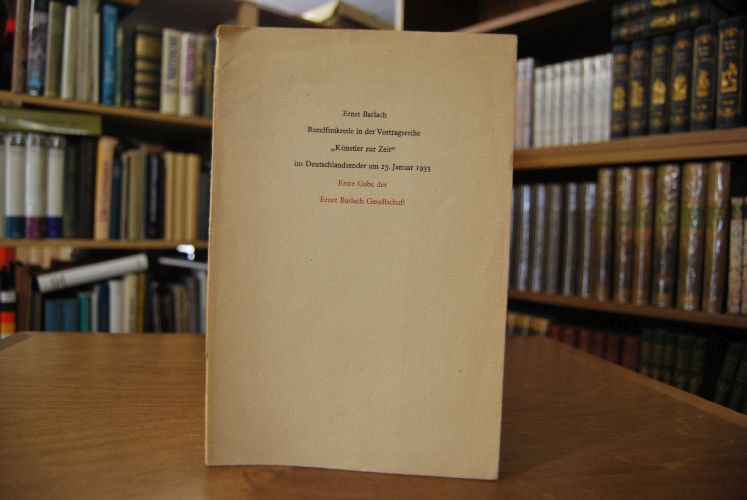 Ernst Barlach
Rundfunkrede in der Vortragsreihe
„Künstler zur Zeit“
im Deutschlandsender am 23. Januar 1933
Erste Gabe der
Ernst Barlach Gesellschaft